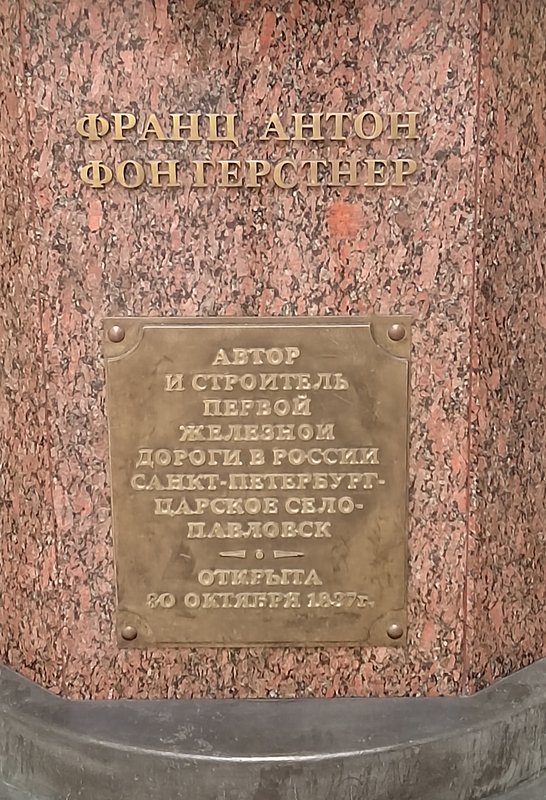 ФРАНЦ АНТОН
ФОН ГЕРСТНЕР
АВТОР
И СТРОИТЕЛЬ
ПЕРВОЙ
ЖЕЛЕЗНОЙ
ДОРОГИ В РОССИИ
САНКТ-ПЕТЕРБУРГ-
ЦАРСКОЕ СЕЛО-
ПАВЛОВСК
ОТКРЫТА
30 ОКТЯБРЯ 1837г.